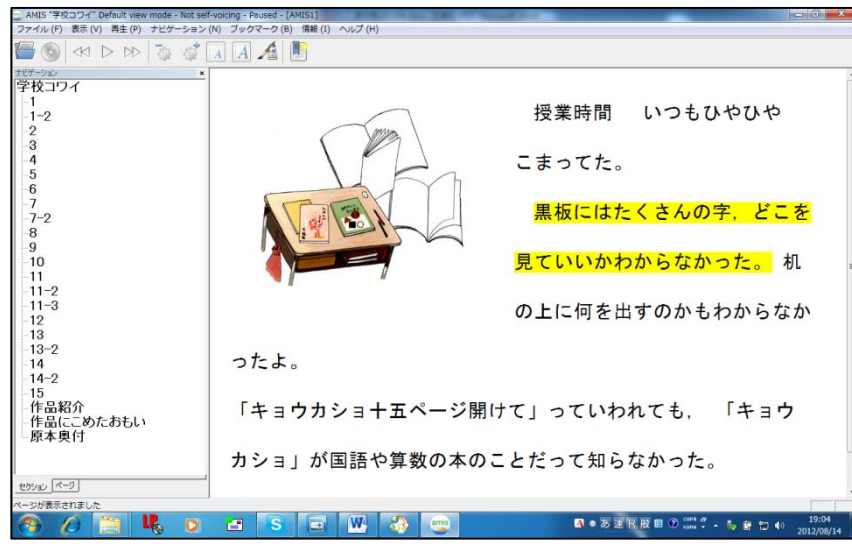 AMIS "学校コワイ" Default view mode - Not self-voicing - Paused - [AMIS1]
ファイル(F) 表示(V) 再生(P) ナビゲーション(N) ブックマーク(B) 情報(I) ヘルプ(H)
ナビゲーション
学校コワイ
1
1-2
2
3
4
5
6
7
7-2
8
9
10
11
11-2
11-3
12
13
13-2
14
14-2
15
作品紹介
作品にこめたおもい
原本奥付
セクション ページ
授業時間 いつもひやひや
こまってた。
黒板にはたくさんの字，どこを
見ていいかわからなかった。 机
の上に何を出すのかもわからなか
ったよ。
「キョウカショ十五ページ開けて」っていわれても， 「キョウ
カショ」が国語や算数の本のことだって知らなかった。
ページが表示されました
あ 連 R 般
CAPS
KANA
19:04
2012/08/14